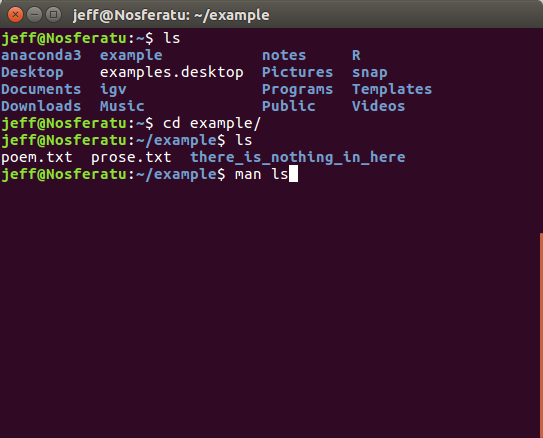 jeff@Nosferatu: ~/example
jeff@Nosferatu:~$ ls
anaconda3  example           notes     R
Desktop    examples.desktop  Pictures  snap
Documents  igv               Programs  Templates
Downloads  Music             Public    Videos
jeff@Nosferatu:~$ cd example/
jeff@Nosferatu:~/example$ ls
poem.txt  prose.txt  there_is_nothing_in_here
jeff@Nosferatu:~/example$ man ls